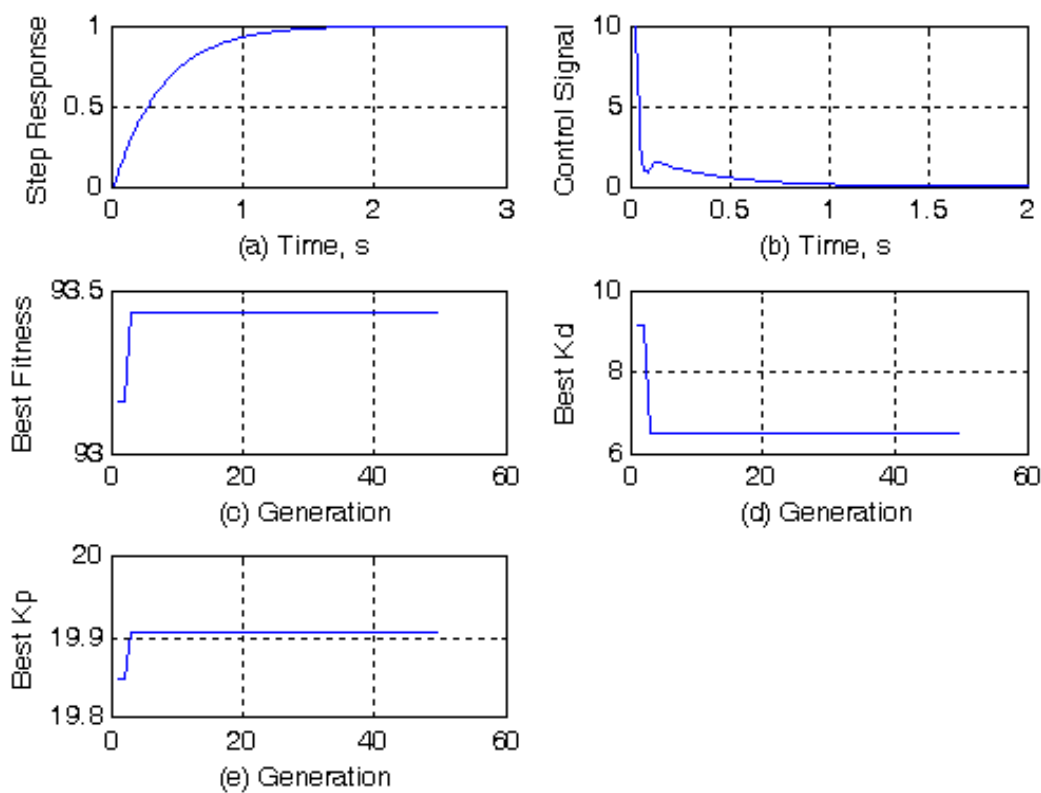 Step Response
1
0.5
0
0 1 2 3
(a) Time, s
Control Signal
10
5
0
0 0.5 1 1.5 2
(b) Time, s
Best Fitness
93.5
93
0 20 40 60
(c) Generation
Best Kd
10
8
6
0 20 40 60
(d) Generation
Best Kp
20
19.9
19.8
0 20 40 60
(e) Generation